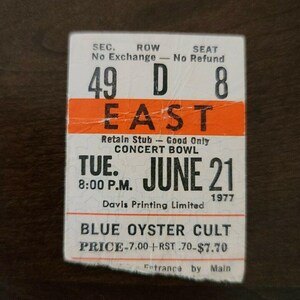 SEC. ROW SEAT
No Exchange — No Refund
49 D 8
EAST
Retain Stub — Good Only
CONCERT BOWL
TUE. JUNE 21
8:00 P.M. 1977
Davis Printing Limited
BLUE OYSTER CULT
PRICE-7.00+RST .70-$7.70
Entrance by Main